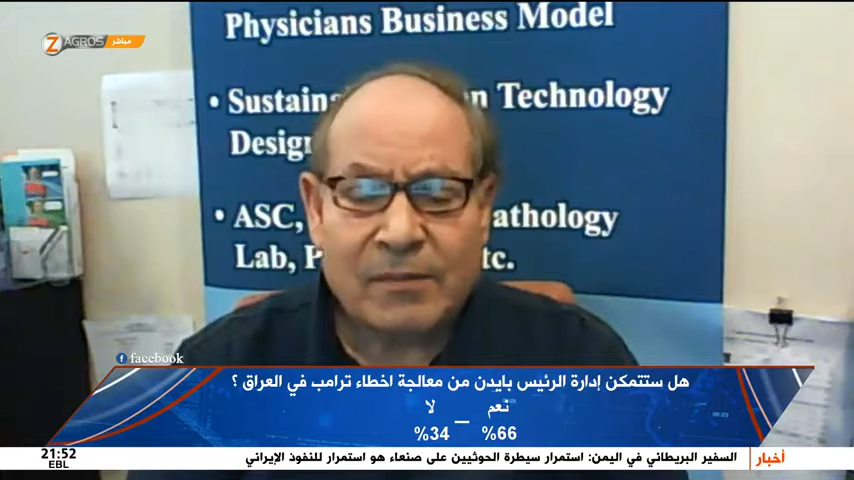 Physicians Business Model
Z
AGROS
مباشر
• Sustain n Technology
Design
• ASC, athology
Lab, P tc.
facebook
هل ستتمكن إدارة الرئيس بايدن من معالجة اخطاء ترامب في العراق ؟
نعم – لا
%66 %34
21:52
EBL
أخبار
السفير البريطاني في اليمن: استمرار سيطرة الحوثيين على صنعاء هو استمرار للنفوذ الإيراني